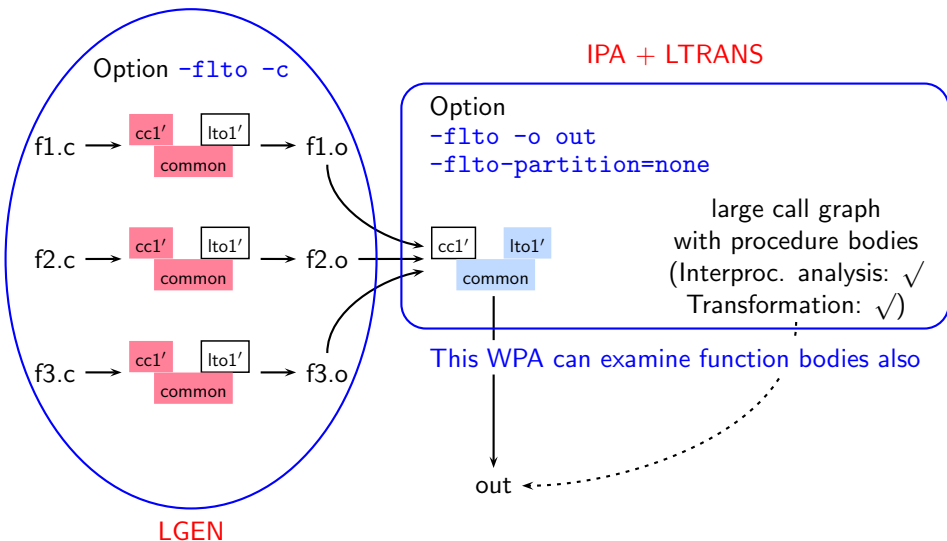 Option -flto -c
f1.c
cc1′
lto1′
common
f1.o
f2.c
cc1′
lto1′
common
f2.o
f3.c
cc1′
lto1′
common
f3.o
LGEN
IPA + LTRANS
Option
-flto -o out
-flto-partition=none
cc1′
lto1′
common
large call graph
with procedure bodies
(Interproc. analysis: √
Transformation: √)
This WPA can examine function bodies also
out